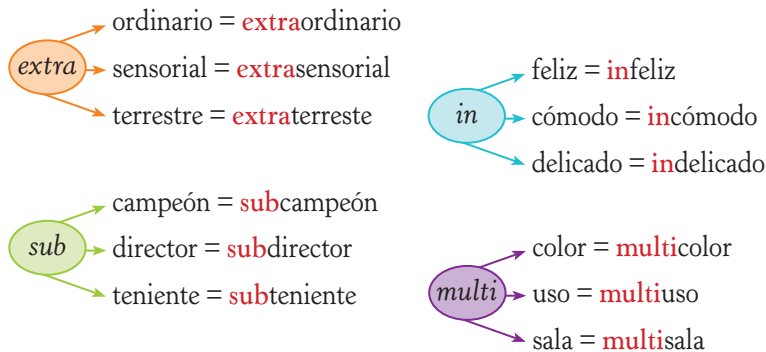 extra
ordinario = extraordinario
sensorial = extrasensorial
terrestre = extraterreste
in
feliz = infeliz
cómodo = incómodo
delicado = indelicado
sub
campeón = subcampeón
director = subdirector
teniente = subteniente
multi
color = multicolor
uso = multiuso
sala = multisala